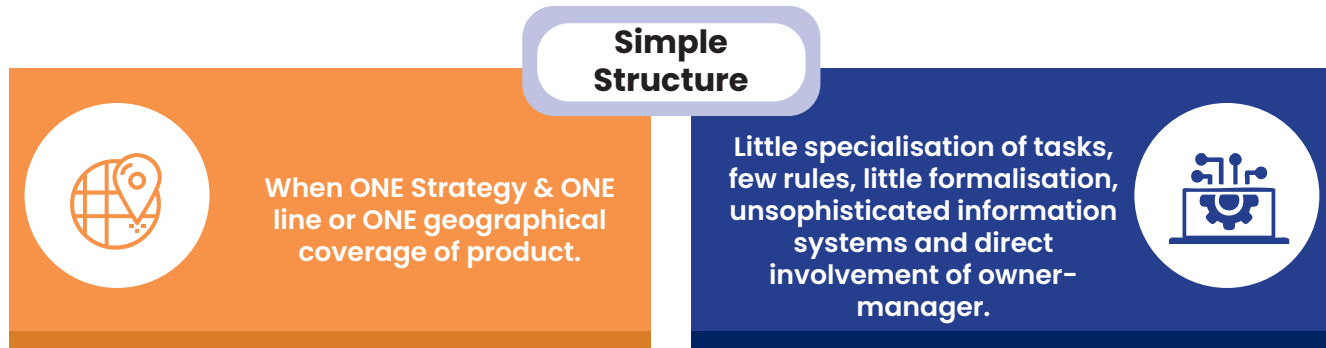 Simple
Structure
When ONE Strategy & ONE
line or ONE geographical
coverage of product.
Little specialisation of tasks,
few rules, little formalisation,
unsophisticated information
systems and direct
involvement of owner-
manager.